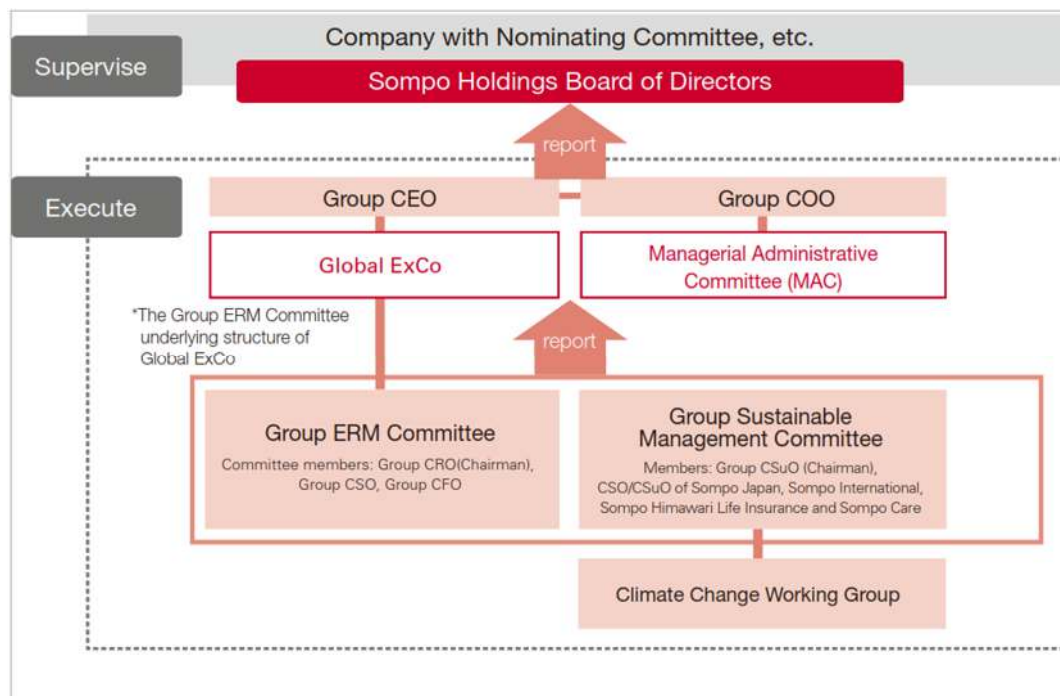 Company with Nominating Committee, etc.
Supervise
Sompo Holdings Board of Directors
report
Execute
Group CEO
Group COO
Global ExCo
Managerial Administrative
Committee (MAC)
*The Group ERM Committee
underlying structure of
Global ExCo
report
Group ERM Committee
Committee members: Group CRO(Chairman),
Group CSO, Group CFO
Group Sustainable
Management Committee
Members: Group CSuO (Chairman),
CSO/CSuO of Sompo Japan, Sompo International,
Sompo Himawari Life Insurance and Sompo Care
Climate Change Working Group